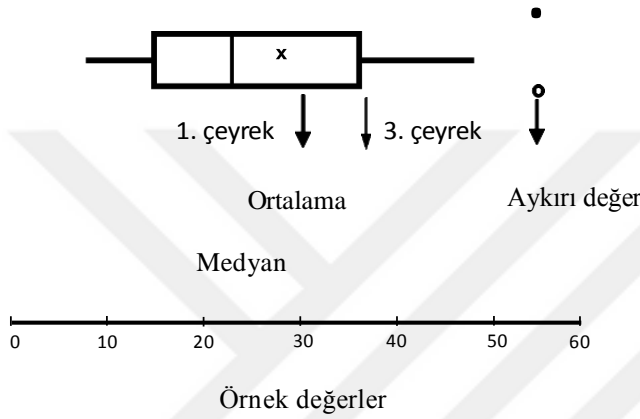 x
1. çeyrek 3. çeyrek
Ortalama Aykırı değer
Medyan
0 10 20 30 40 50 60
Örnek değerler